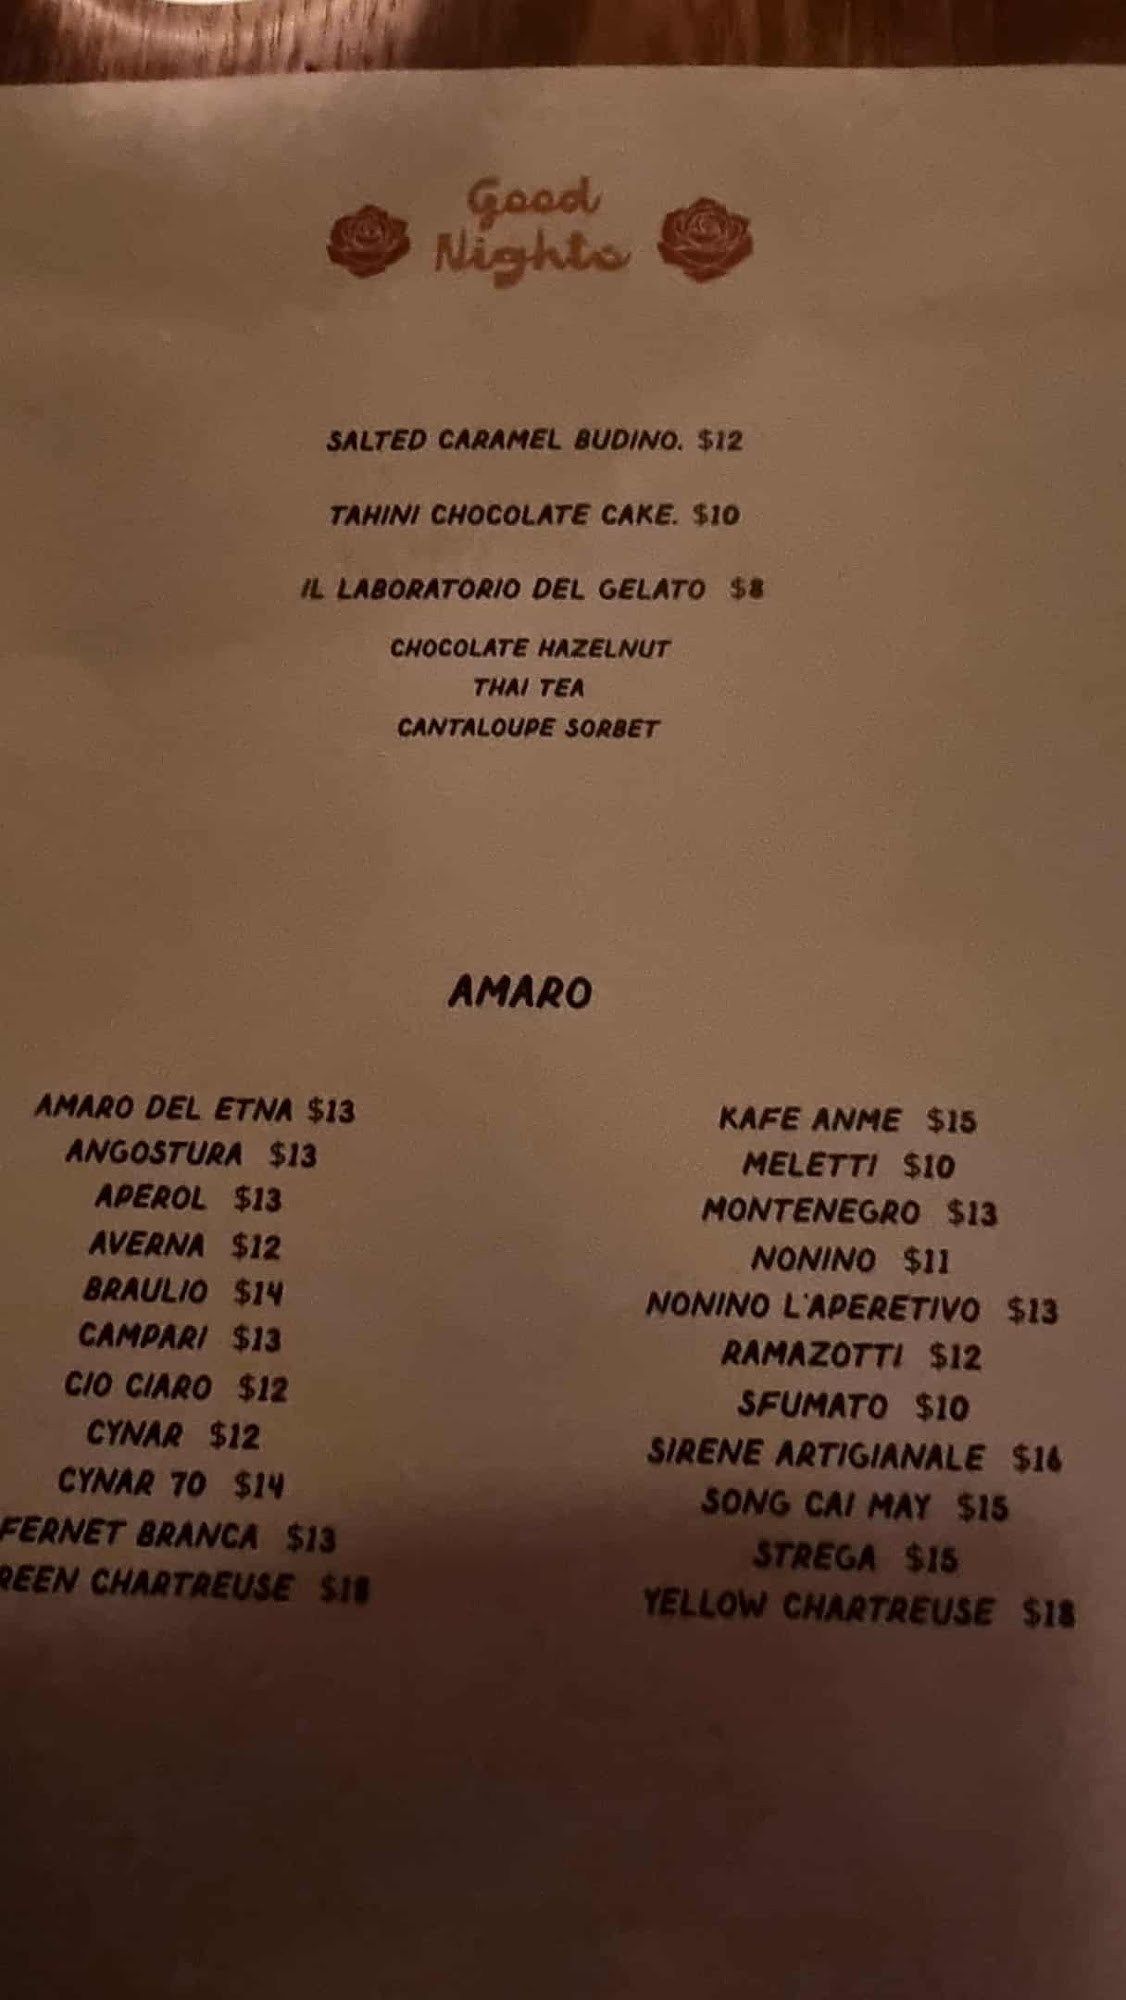 Good
Nights
SALTED CARAMEL BUDINO. $12
TAHINI CHOCOLATE CAKE. $10
IL LABORATORIO DEL GELATO $8
CHOCOLATE HAZELNUT
THAI TEA
CANTALOUPE SORBET
AMARO
AMARO DEL ETNA $13
ANGOSTURA $13
APEROL $13
AVERNA $12
BRAULIO $14
CAMPARI $13
CIO CIARO $12
CYNAR $12
CYNAR 70 $14
FERNET BRANCA $13
REEN CHARTREUSE $18
KAFE ANME $15
MELETTI $10
MONTENEGRO $13
NONINO $11
NONINO L'APERETIVO $13
RAMAZOTTI $12
SFUMATO $10
SIRENE ARTIGIANALE $16
SONG CAI MAY $15
STREGA $15
YELLOW CHARTREUSE $18